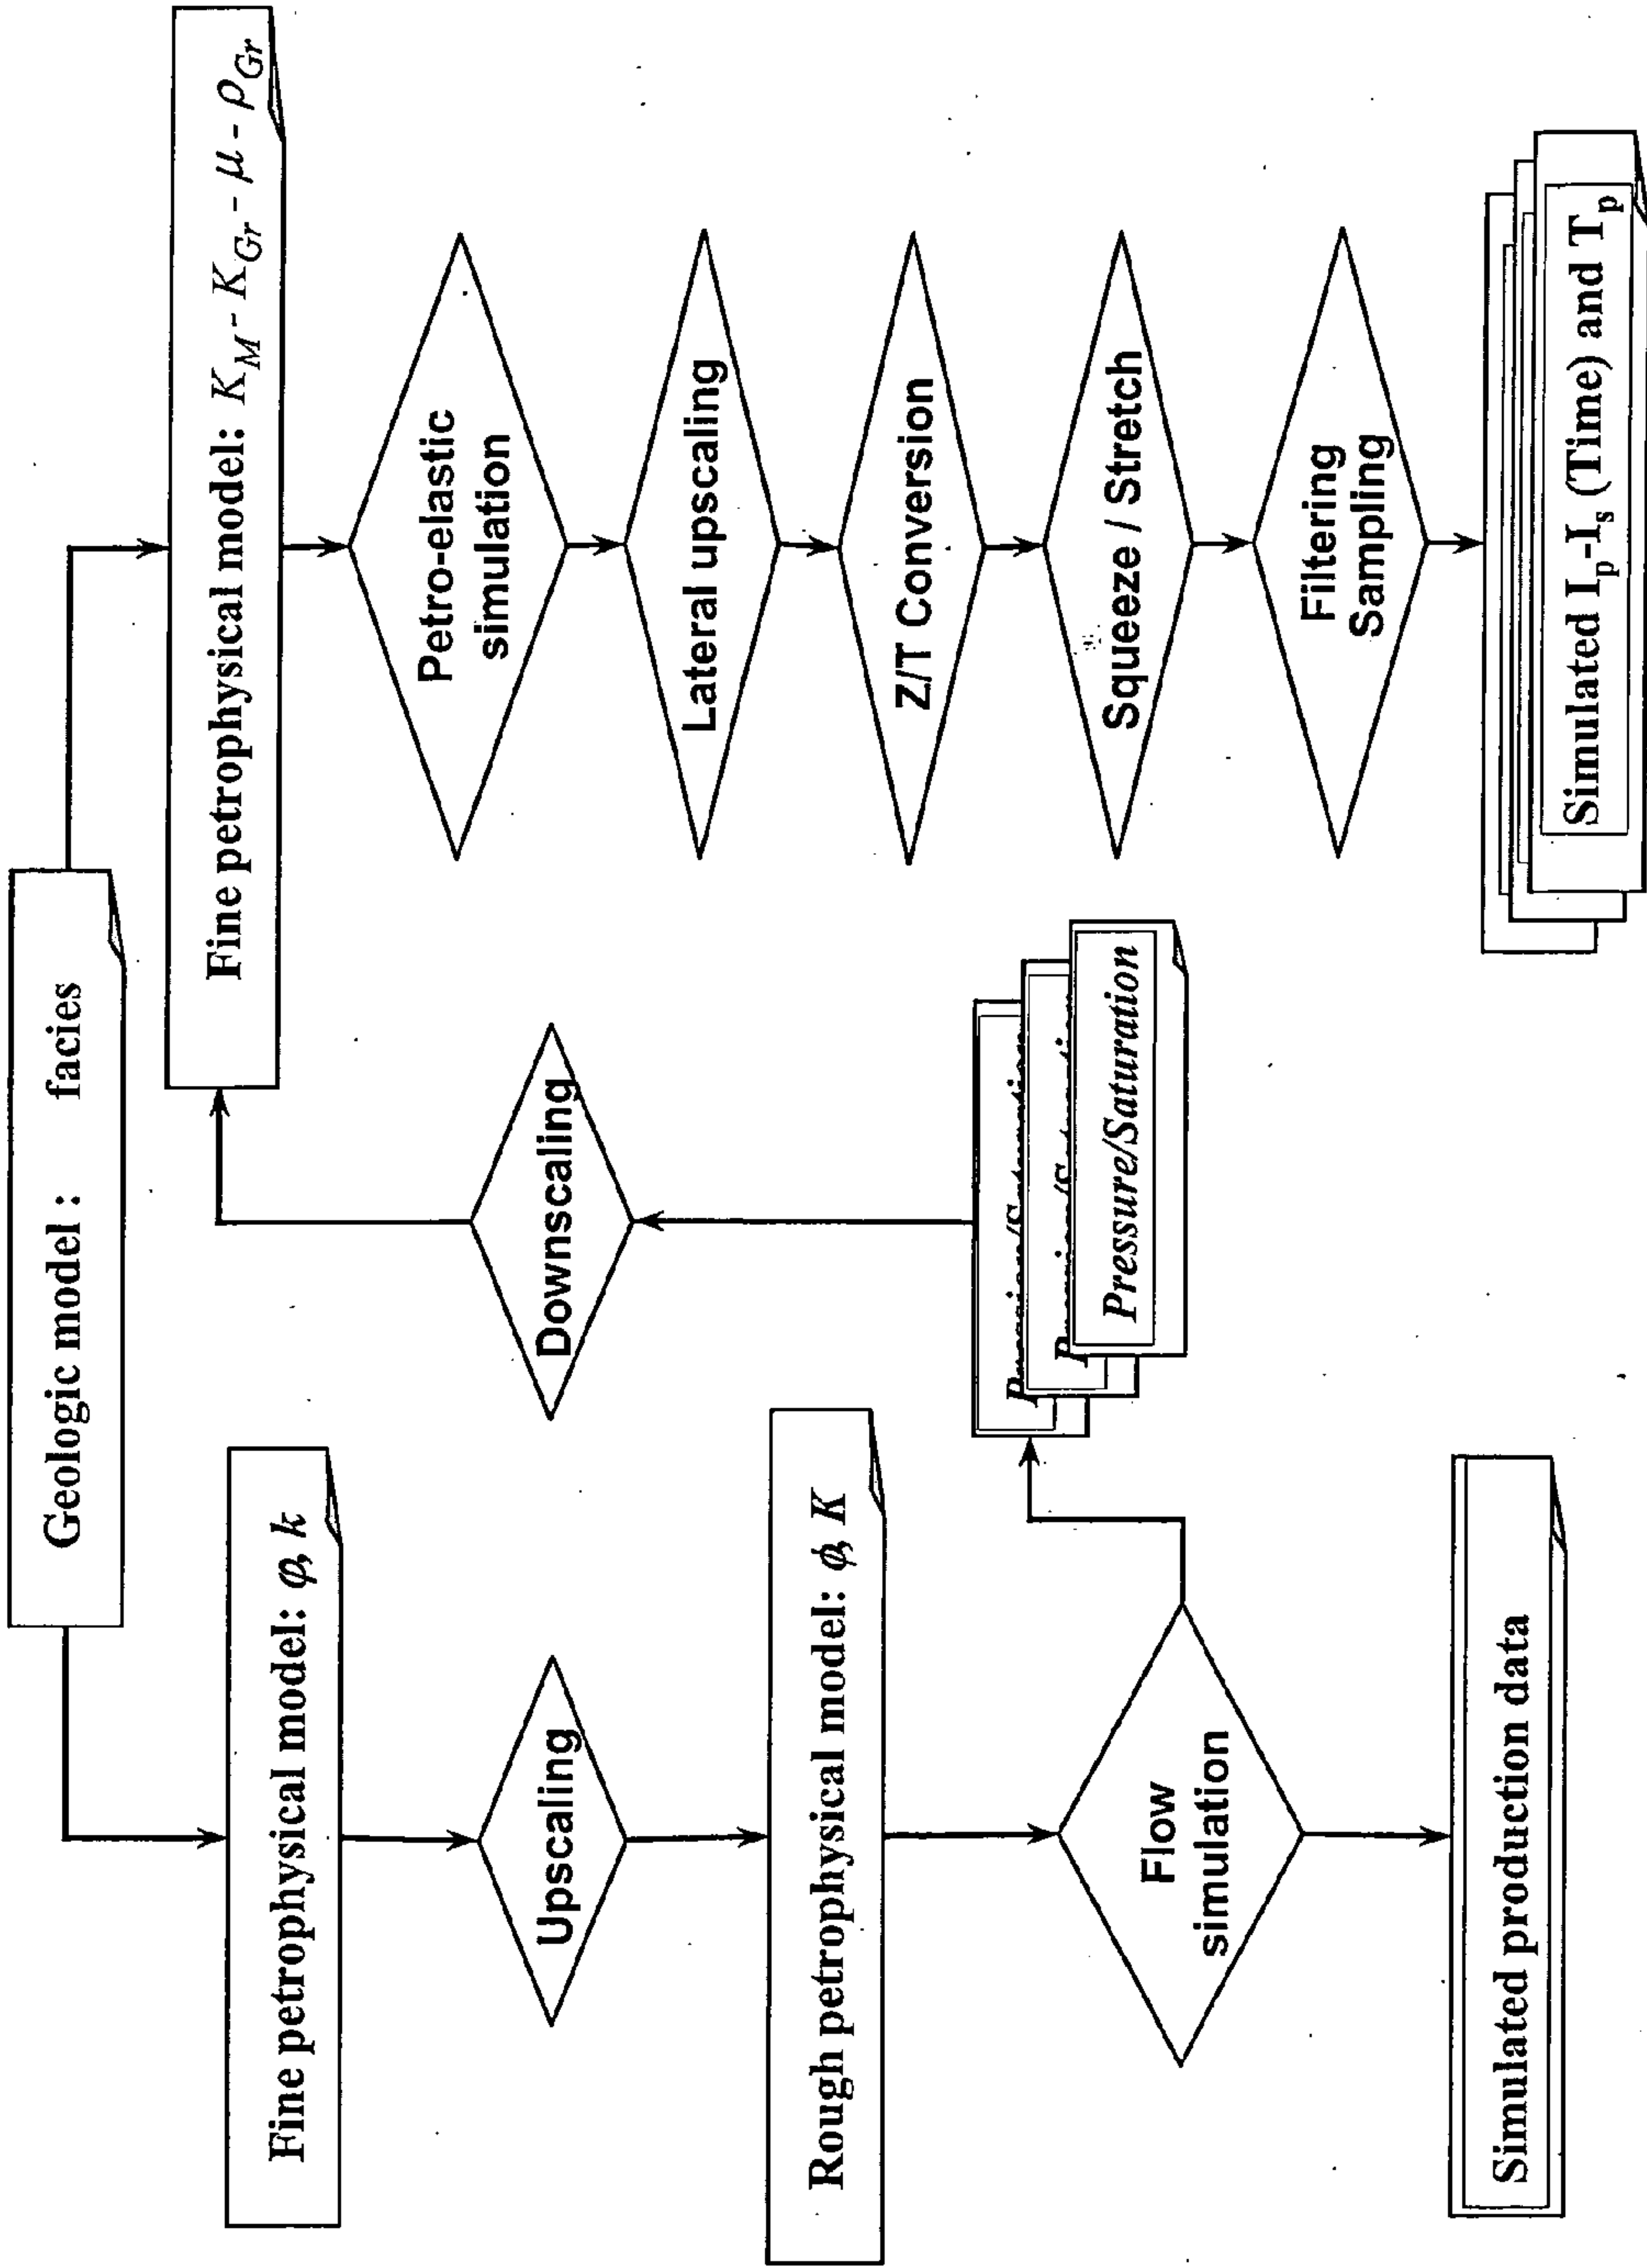 Geologic model : facies
Fine petrophysical model: φ, k
Upscaling
Rough petrophysical model: ϕ, K
Flow
simulation
Simulated production data
Pressure/Saturation
Downscaling
Fine petrophysical model: K_M - K_Gr - μ - ρ_Gr
Petro-elastic
simulation
Lateral upscaling
Z/T Conversion
Squeeze / Stretch
Filtering
Sampling
Simulated I_p-I_s (Time) and T_p